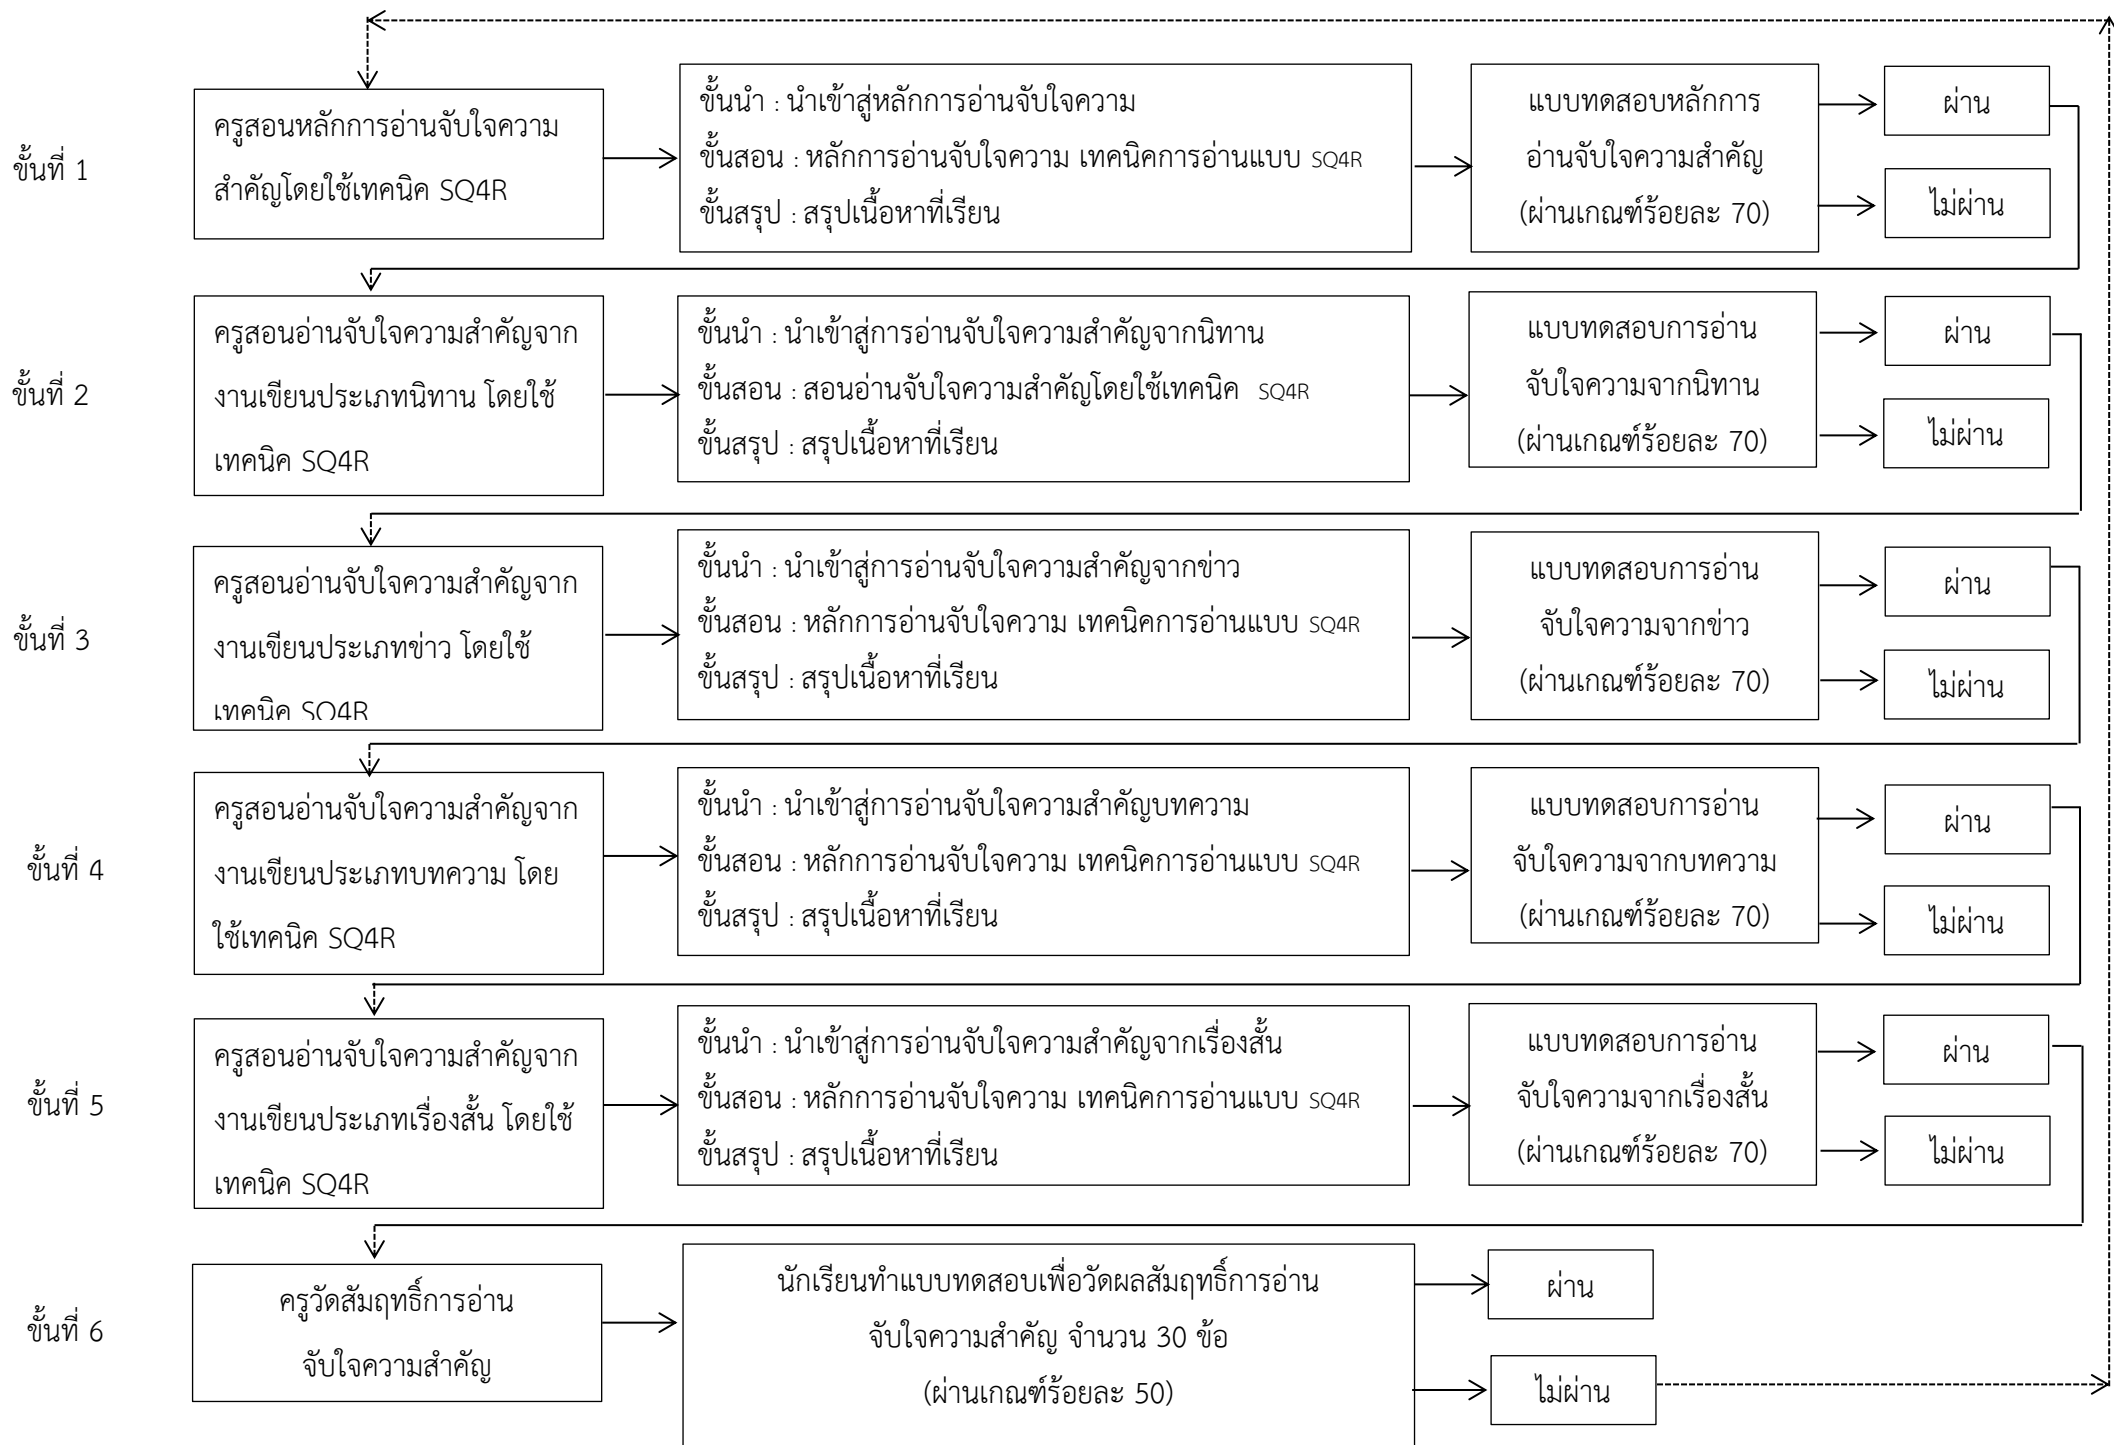 ขั้นที่ 1
ครูสอนหลักการอ่านจับใจความ
สำคัญโดยใช้เทคนิค SQ4R
ขั้นนำ : นำเข้าสู่หลักการอ่านจับใจความ
ขั้นสอน : หลักการอ่านจับใจความ เทคนิคการอ่านแบบ SQ4R
ขั้นสรุป : สรุปเนื้อหาที่เรียน
แบบทดสอบหลักการ
อ่านจับใจความสำคัญ
(ผ่านเกณฑ์ร้อยละ 70)
ผ่าน
ไม่ผ่าน
ขั้นที่ 2
ครูสอนอ่านจับใจความสำคัญจาก
งานเขียนประเภทนิทาน โดยใช้
เทคนิค SQ4R
ขั้นนำ : นำเข้าสู่การอ่านจับใจความสำคัญจากนิทาน
ขั้นสอน : สอนอ่านจับใจความสำคัญโดยใช้เทคนิค SQ4R
ขั้นสรุป : สรุปเนื้อหาที่เรียน
แบบทดสอบการอ่าน
จับใจความจากนิทาน
(ผ่านเกณฑ์ร้อยละ 70)
ผ่าน
ไม่ผ่าน
ขั้นที่ 3
ครูสอนอ่านจับใจความสำคัญจาก
งานเขียนประเภทข่าว โดยใช้
เทคนิค SQ4R
ขั้นนำ : นำเข้าสู่การอ่านจับใจความสำคัญจากข่าว
ขั้นสอน : หลักการอ่านจับใจความ เทคนิคการอ่านแบบ SQ4R
ขั้นสรุป : สรุปเนื้อหาที่เรียน
แบบทดสอบการอ่าน
จับใจความจากข่าว
(ผ่านเกณฑ์ร้อยละ 70)
ผ่าน
ไม่ผ่าน
ขั้นที่ 4
ครูสอนอ่านจับใจความสำคัญจาก
งานเขียนประเภทบทความ โดย
ใช้เทคนิค SQ4R
ขั้นนำ : นำเข้าสู่การอ่านจับใจความสำคัญบทความ
ขั้นสอน : หลักการอ่านจับใจความ เทคนิคการอ่านแบบ SQ4R
ขั้นสรุป : สรุปเนื้อหาที่เรียน
แบบทดสอบการอ่าน
จับใจความจากบทความ
(ผ่านเกณฑ์ร้อยละ 70)
ผ่าน
ไม่ผ่าน
ขั้นที่ 5
ครูสอนอ่านจับใจความสำคัญจาก
งานเขียนประเภทเรื่องสั้น โดยใช้
เทคนิค SQ4R
ขั้นนำ : นำเข้าสู่การอ่านจับใจความสำคัญจากเรื่องสั้น
ขั้นสอน : หลักการอ่านจับใจความ เทคนิคการอ่านแบบ SQ4R
ขั้นสรุป : สรุปเนื้อหาที่เรียน
แบบทดสอบการอ่าน
จับใจความจากเรื่องสั้น
(ผ่านเกณฑ์ร้อยละ 70)
ผ่าน
ไม่ผ่าน
ขั้นที่ 6
ครูวัดสัมฤทธิ์การอ่าน
จับใจความสำคัญ
นักเรียนทำแบบทดสอบเพื่อวัดผลสัมฤทธิ์การอ่าน
จับใจความสำคัญ จำนวน 30 ข้อ
(ผ่านเกณฑ์ร้อยละ 50)
ผ่าน
ไม่ผ่าน